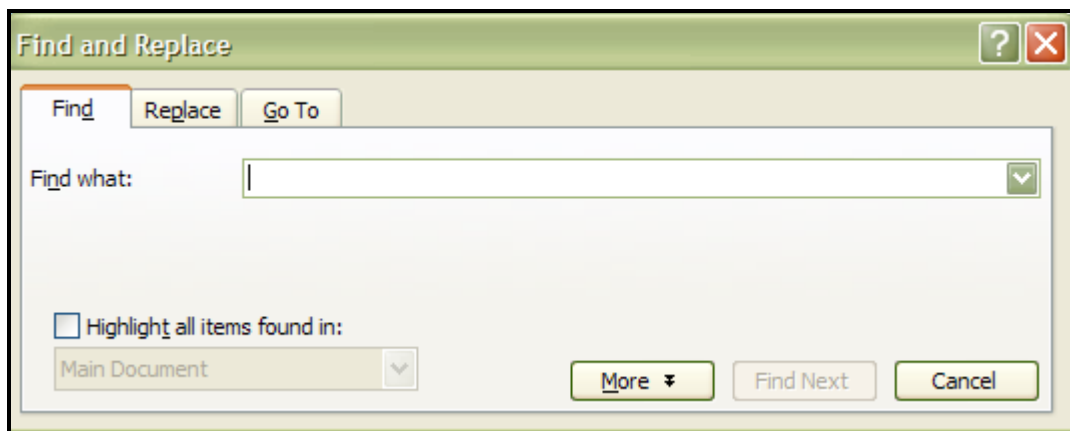 Find and Replace
Find Replace Go To
Find what:
Highlight all items found in:
Main Document
More Find Next Cancel